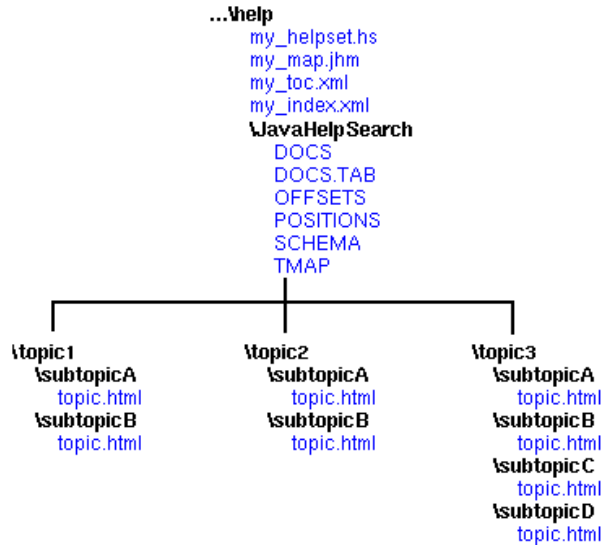 ...\help
my_helpset.hs
my_map.jhm
my_toc.xml
my_index.xml
\JavaHelpSearch
DOCS
DOCS.TAB
OFFSETS
POSITIONS
SCHEMA
TMAP
\topic1
\subtopicA
topic.html
\subtopicB
topic.html
\topic2
\subtopicA
topic.html
\subtopicB
topic.html
\topic3
\subtopicA
topic.html
\subtopicB
topic.html
\subtopicC
topic.html
\subtopicD
topic.html